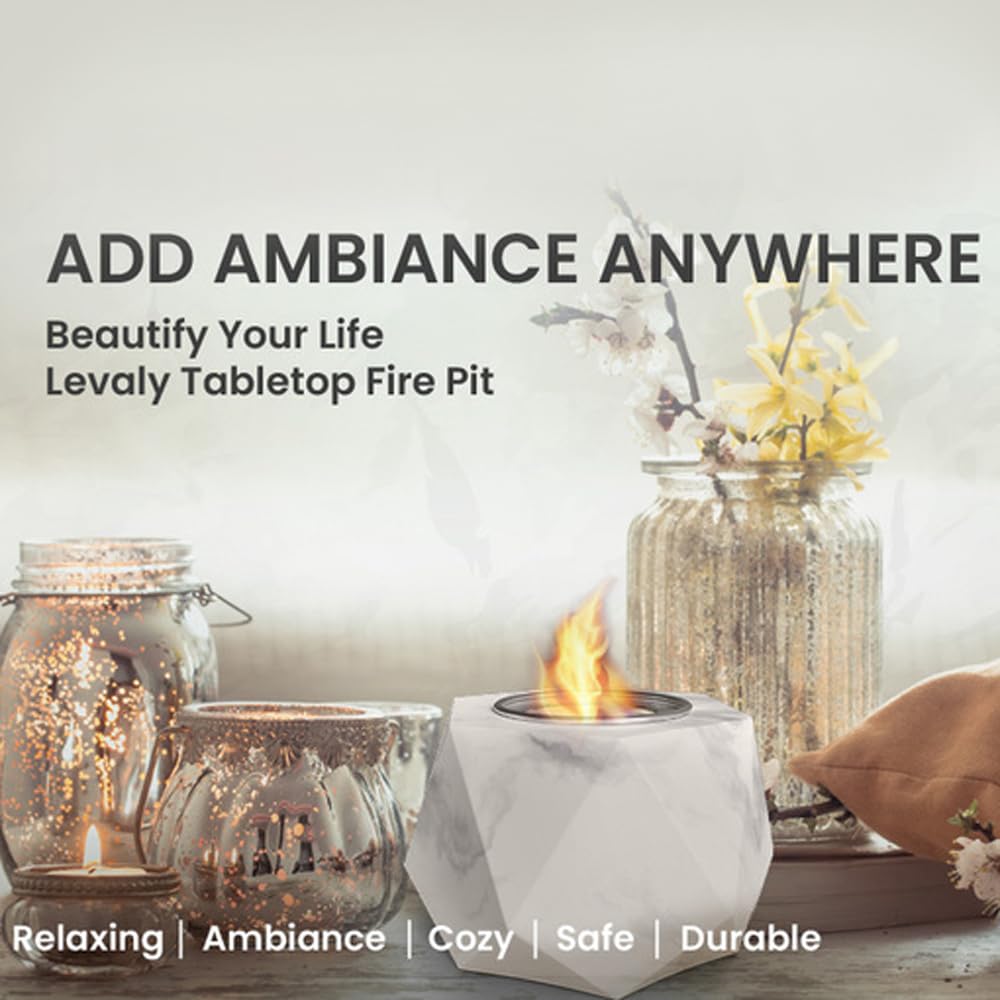 ADD AMBIANCE ANYWHERE
Beautify Your Life
Levaly Tabletop Fire Pit
Relaxing | Ambiance | Cozy | Safe | Durable